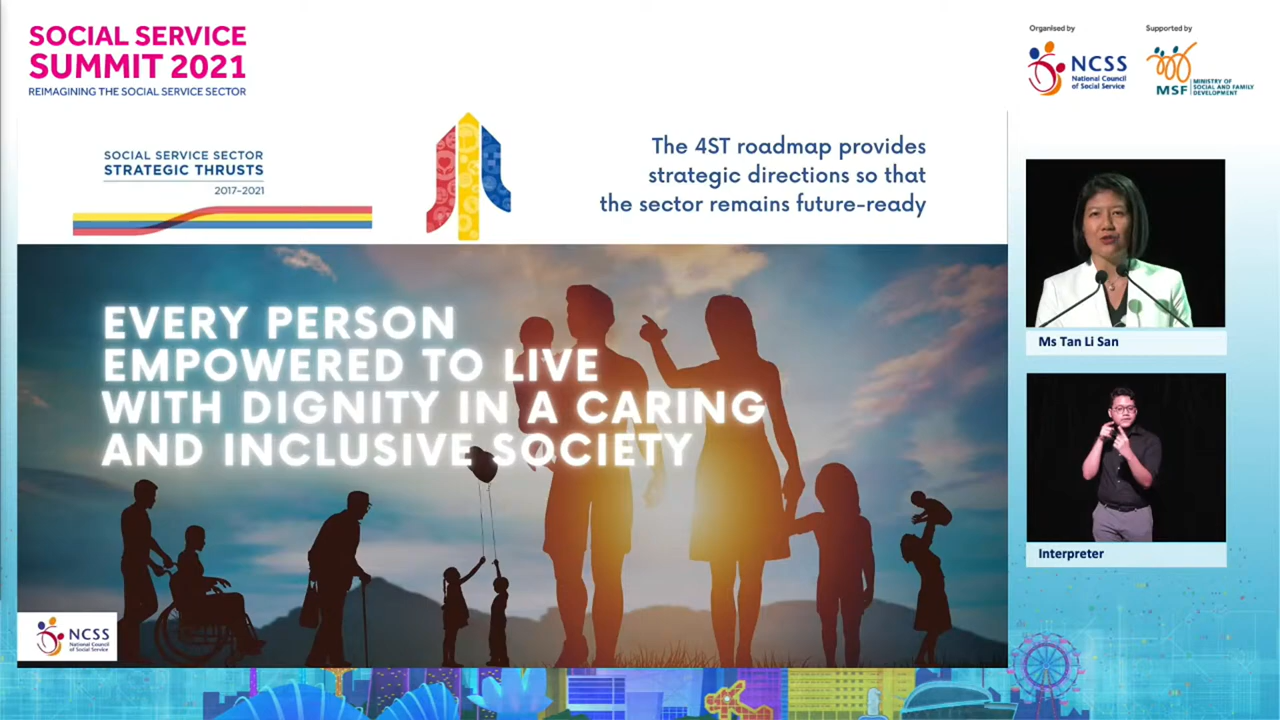 SOCIAL SERVICE
SUMMIT 2021
REIMAGINING THE SOCIAL SERVICE SECTOR
Organised by
NCSS
National Council
of Social Service
Supported by
MSF
MINISTRY OF
SOCIAL AND FAMILY
DEVELOPMENT
SOCIAL SERVICE SECTOR
STRATEGIC THRUSTS
2017-2021
The 4ST roadmap provides
strategic directions so that
the sector remains future-ready
EVERY PERSON
EMPOWERED TO LIVE
WITH DIGNITY IN A CARING
AND INCLUSIVE SOCIETY
Ms Tan Li San
Interpreter
NCSS
National Council
of Social Service